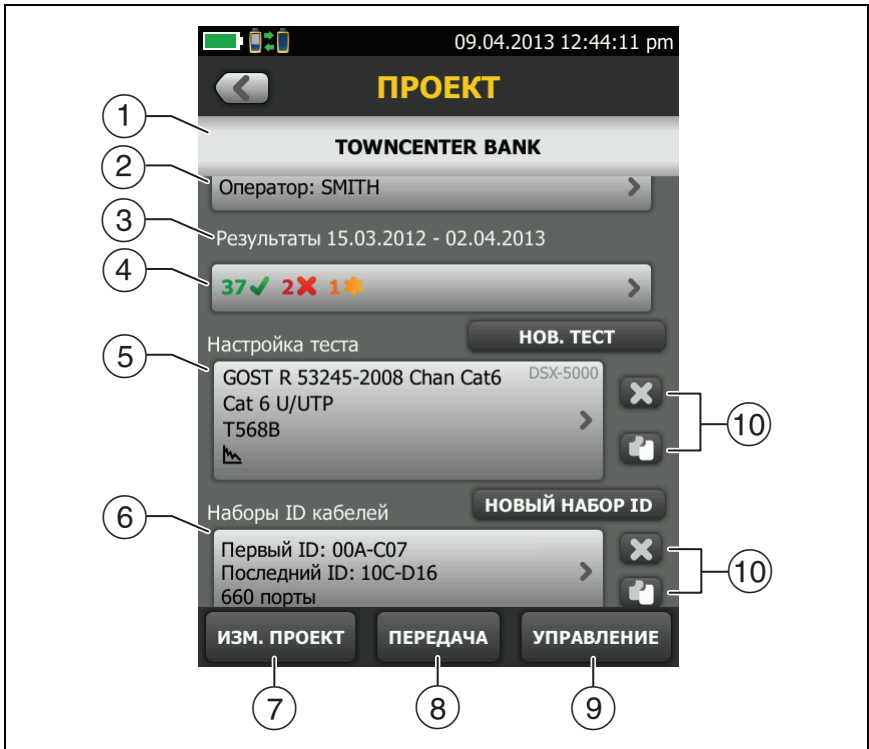 09.04.2013 12:44:11 pm
ПРОЕКТ
1
TOWNCENTER BANK
2
Оператор: SMITH
3
Результаты 15.03.2012 - 02.04.2013
4
37 2 1
НОВ. ТЕСТ
5
Настройка теста
GOST R 53245-2008 Chan Cat6 DSX-5000
Cat 6 U/UTP
T568B
10
НОВЫЙ НАБОР ID
6
Наборы ID кабелей
Первый ID: 00A-C07
Последний ID: 10C-D16
660 порты
10
ИЗМ. ПРОЕКТ ПЕРЕДАЧА УПРАВЛЕНИЕ
7 8 9